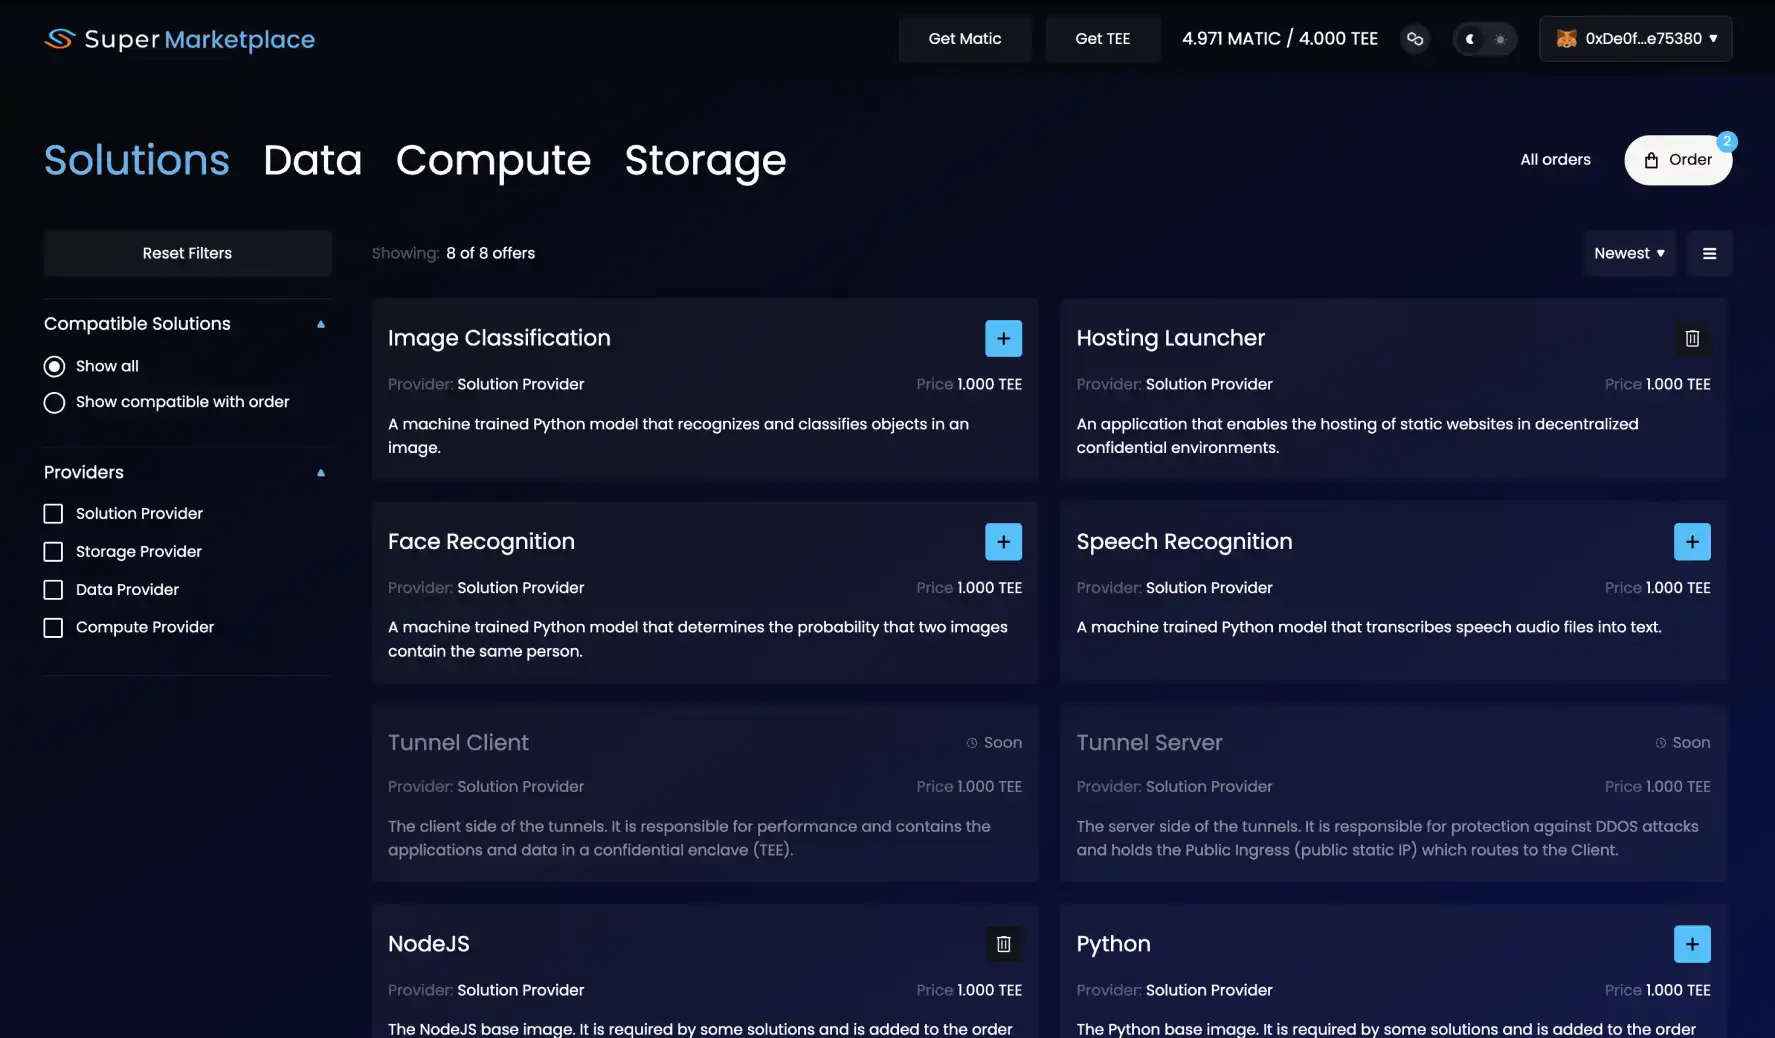 Super Marketplace
Get Matic
Get TEE
4.971 MATIC / 4.000 TEE
0xDe0f...e75380
Solutions Data Compute Storage
All orders
Order
2
Reset Filters
Showing: 8 of 8 offers
Newest
Compatible Solutions
Show all
Show compatible with order
Providers
Solution Provider
Storage Provider
Data Provider
Compute Provider
Image Classification
Provider: Solution Provider
Price 1.000 TEE
A machine trained Python model that recognizes and classifies objects in an
image.
Hosting Launcher
Provider: Solution Provider
Price 1.000 TEE
An application that enables the hosting of static websites in decentralized
confidential environments.
Face Recognition
Provider: Solution Provider
Price 1.000 TEE
A machine trained Python model that determines the probability that two images
contain the same person.
Speech Recognition
Provider: Solution Provider
Price 1.000 TEE
A machine trained Python model that transcribes speech audio files into text.
Tunnel Client
Soon
Provider: Solution Provider
Price 1.000 TEE
The client side of the tunnels. It is responsible for performance and contains the
applications and data in a confidential enclave (TEE).
Tunnel Server
Soon
Provider: Solution Provider
Price 1.000 TEE
The server side of the tunnels. It is responsible for protection against DDOS attacks
and holds the Public Ingress (public static IP) which routes to the Client.
NodeJS
Provider: Solution Provider
Price 1.000 TEE
The NodeJS base image. It is required by some solutions and is added to the order
Python
Provider: Solution Provider
Price 1.000 TEE
The Python base image. It is required by some solutions and is added to the order